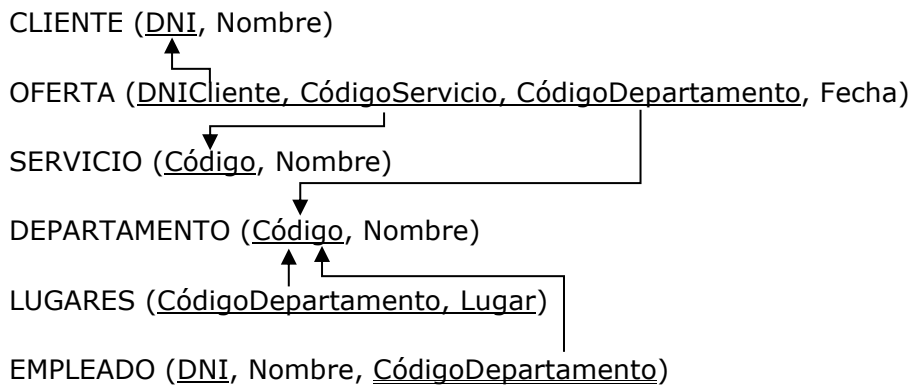 CLIENTE (DNI, Nombre)
OFERTA (DNICliente, CódigoServicio, CódigoDepartamento, Fecha)
SERVICIO (Código, Nombre)
DEPARTAMENTO (Código, Nombre)
LUGARES (CódigoDepartamento, Lugar)
EMPLEADO (DNI, Nombre, CódigoDepartamento)